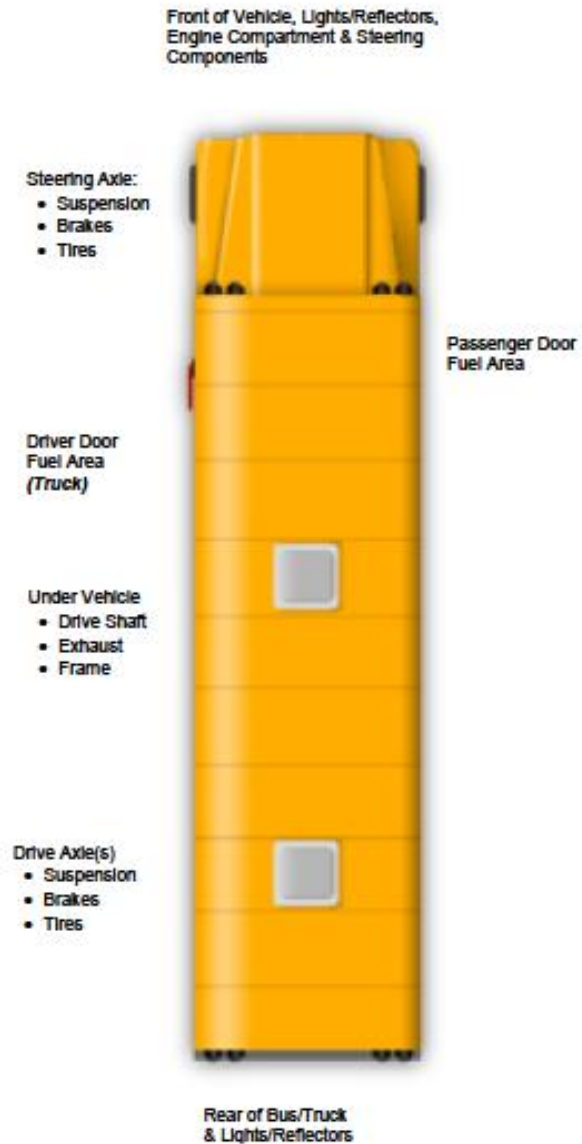 Front of Vehicle, Lights/Reflectors,
Engine Compartment & Steering
Components
Steering Axle:
• Suspension
• Brakes
• Tires
Passenger Door
Fuel Area
Driver Door
Fuel Area
(Truck)
Under Vehicle
• Drive Shaft
• Exhaust
• Frame
Drive Axle(s)
• Suspension
• Brakes
• Tires
Rear of Bus/Truck
& Lights/Reflectors